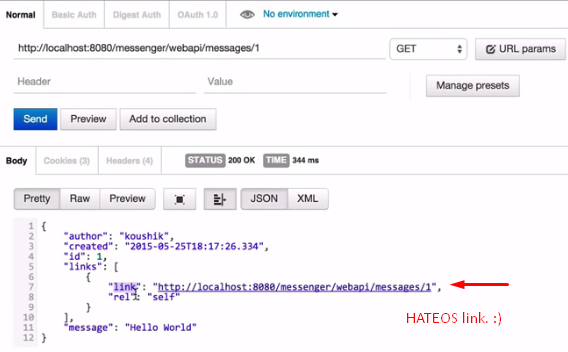 Normal Basic Auth Digest Auth OAuth 1.0 No environment
http://localhost:8080/messenger/webapi/messages/1 GET URL params
Header Value Manage presets
Send Preview Add to collection
Body Cookies (3) Headers (4) STATUS 200 OK TIME 344 ms
Pretty Raw Preview JSON XML
1 {
2 "author": "koushik",
3 "created": "2015-05-25T18:17:26.334",
4 "id": 1,
5 "links": [
6 {
7 "link": "http://localhost:8080/messenger/webapi/messages/1",
8 "rel": "self"
9 }
10 ],
11 "message": "Hello World"
12 }
HATEOS link. :)